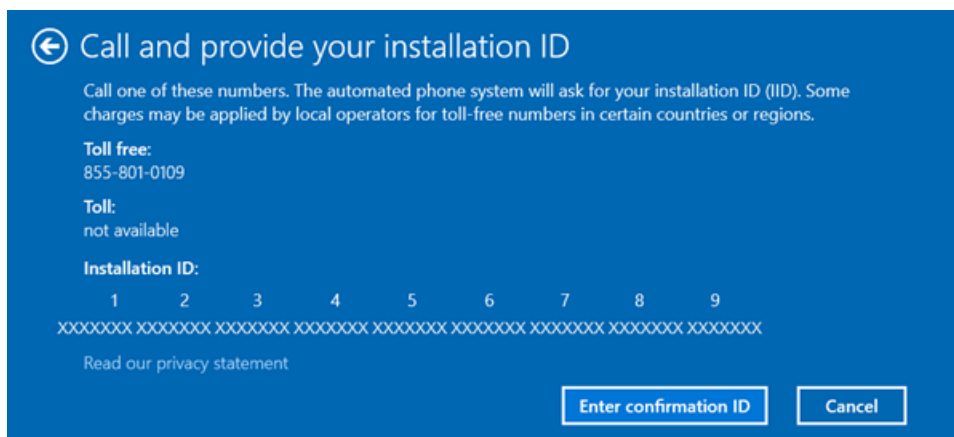 Call and provide your installation ID
Call one of these numbers. The automated phone system will ask for your installation ID (IID). Some
charges may be applied by local operators for toll-free numbers in certain countries or regions.
Toll free:
855-801-0109
Toll:
not available
Installation ID:
1 2 3 4 5 6 7 8 9
XXXXXXX XXXXXXX XXXXXXX XXXXXXX XXXXXXX XXXXXXX XXXXXXX XXXXXXX XXXXXXX
Read our privacy statement
Enter confirmation ID Cancel